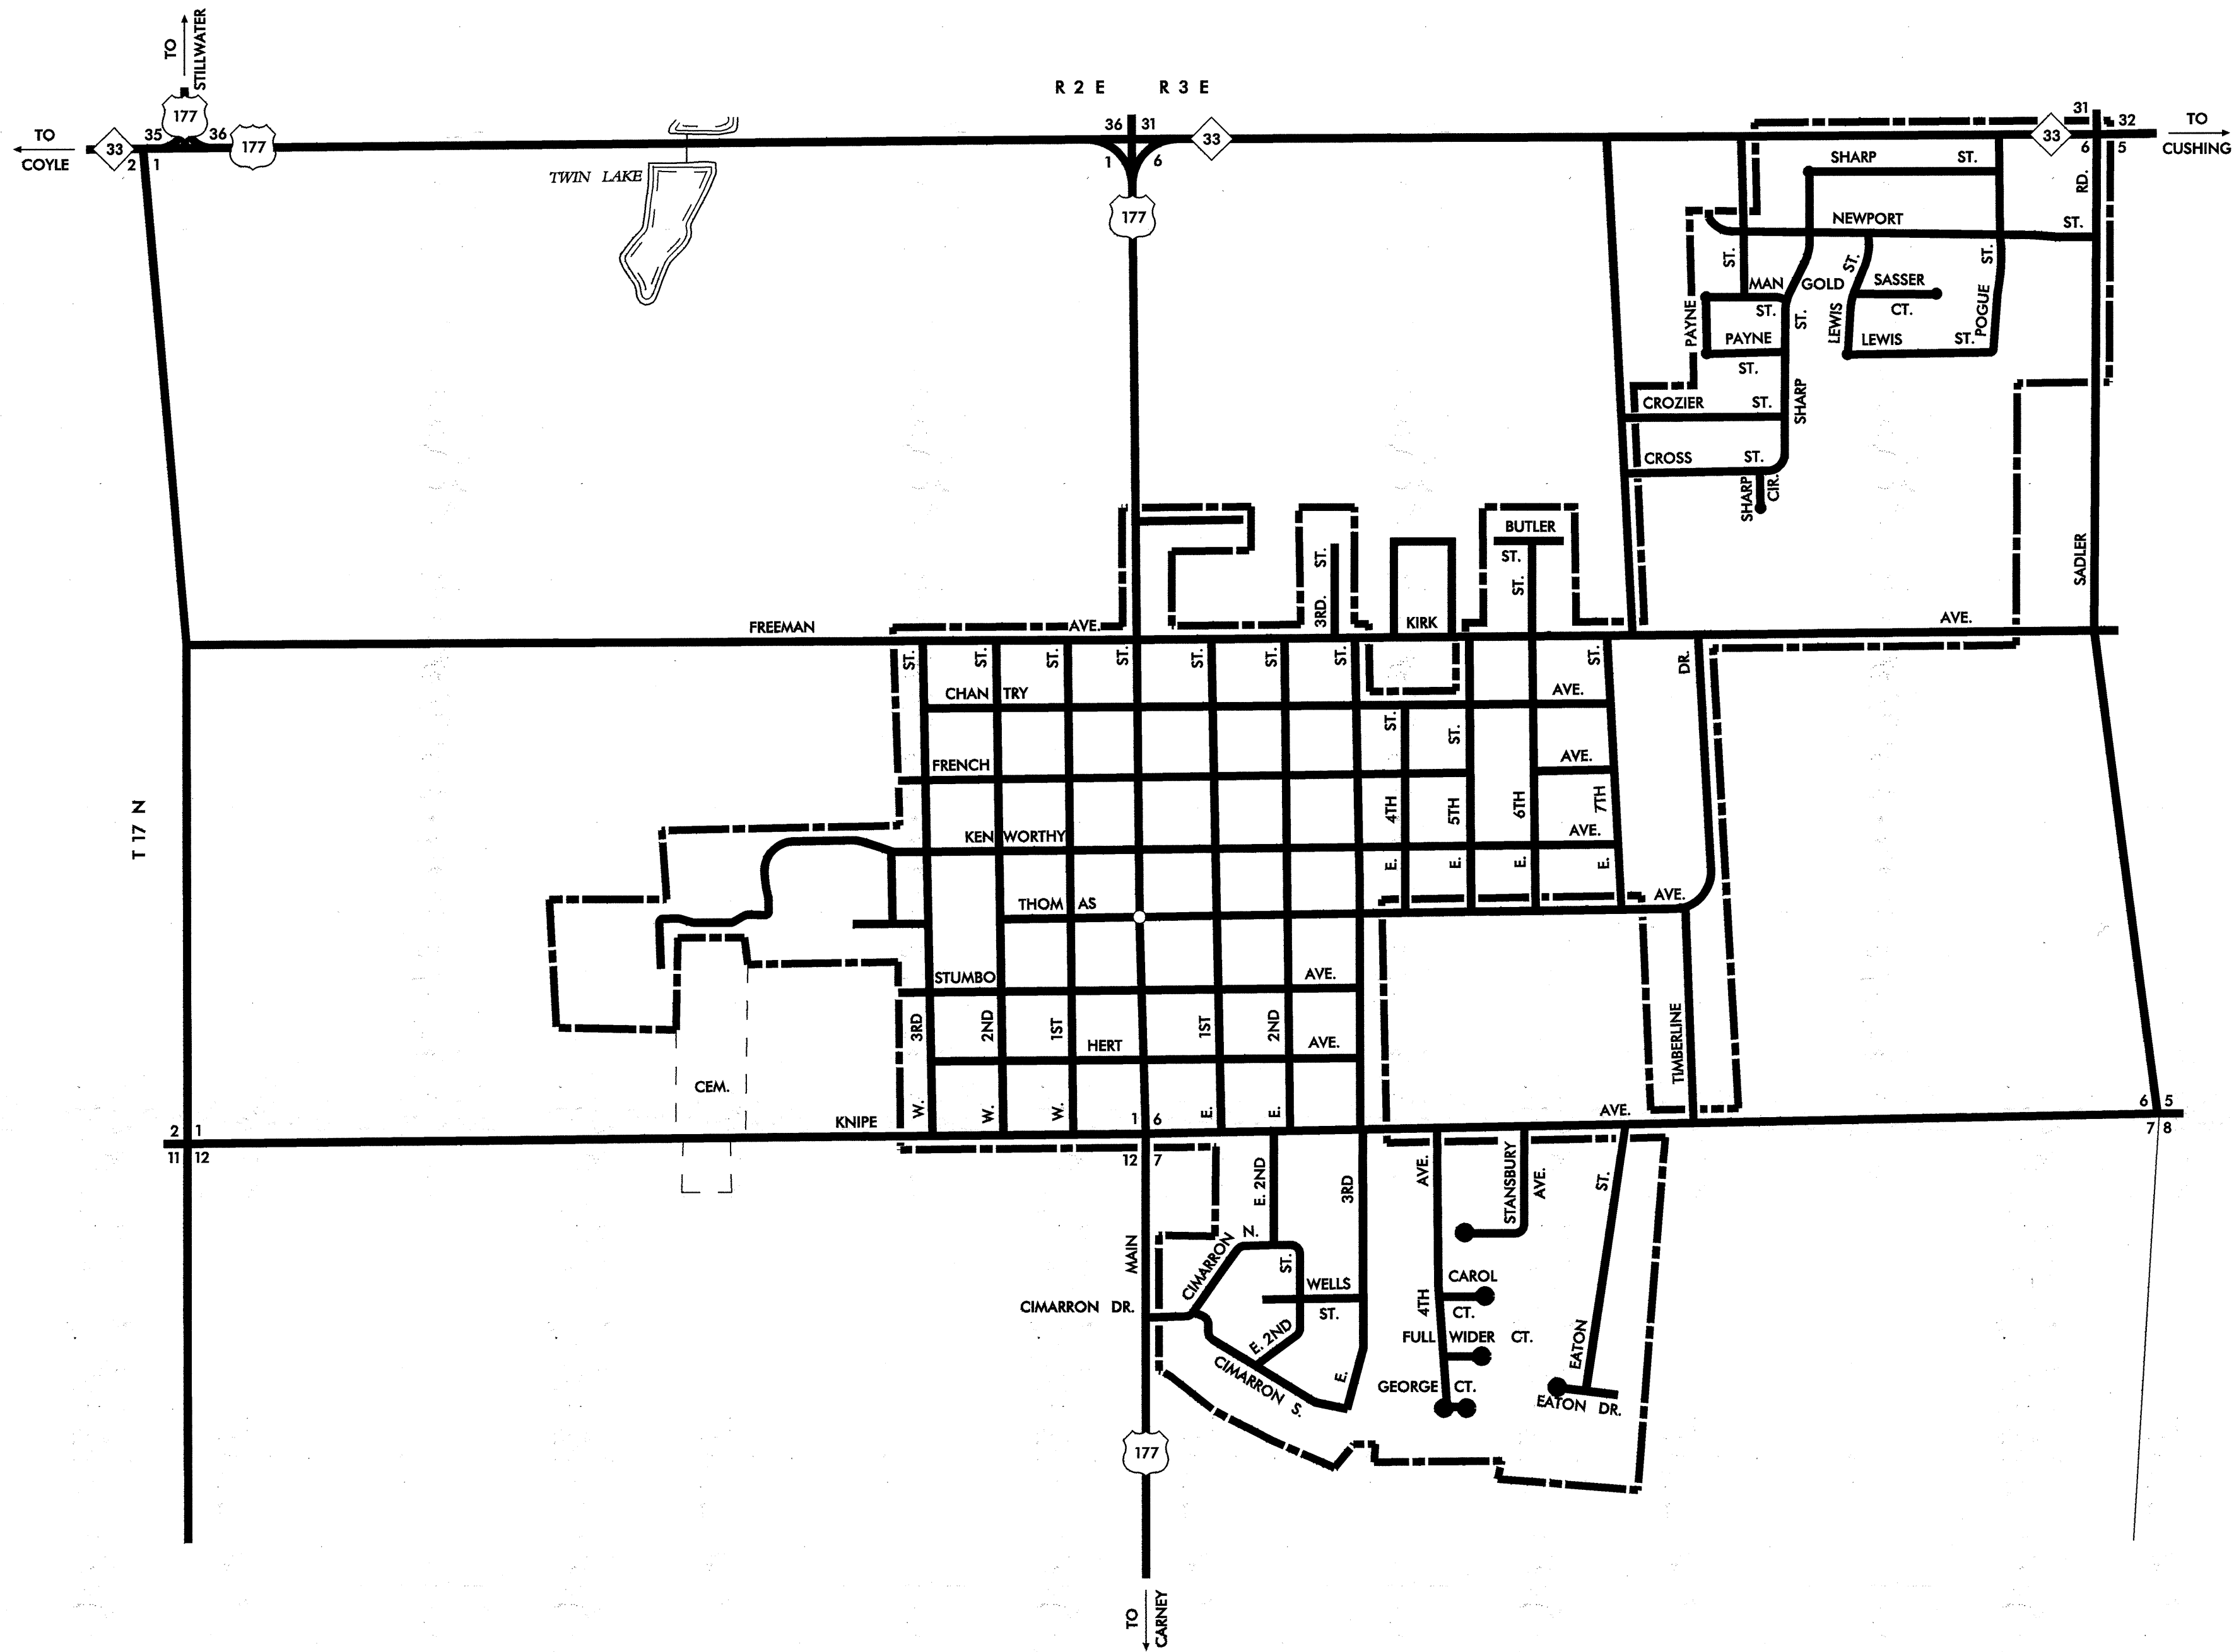 TO STILLWATER
177
R 2 E R 3 E
TO COYLE
33
35 36
2 1
177
TWIN LAKE
36 31
1 6
33
177
33
31 32
6 5
TO CUSHING
SHARP ST.
RD.
NEWPORT ST.
ST.
MAN GOLD ST.
ST.
LEWIS ST.
SASSER CT.
POGUE ST.
PAYNE
PAYNE ST.
LEWIS ST.
SHARP
CROZIER ST.
CROSS ST.
SHARP CIR.
SADLER
BUTLER ST.
ST.
3RD. ST.
KIRK
FREEMAN AVE. AVE.
ST. ST. ST. ST. ST. ST. ST. ST. DR.
CHAN TRY AVE.
ST. ST.
FRENCH AVE.
T 17 N
4TH 5TH 6TH 7TH
KEN WORTHY AVE.
E. E. E. E.
THOM AS AVE.
STUMBO AVE.
3RD 2ND 1ST 1ST 2ND
HERT AVE.
TIMBERLINE
CEM.
W. W. W. E. E.
KNIPE AVE.
2 1
11 12
1 6
12 7
6 5
7 8
E. 2ND
3RD
AVE.
STANSBURY AVE.
ST.
MAIN
CIMARRON N.
ST.
WELLS ST.
CIMARRON DR.
CAROL CT.
4TH
FULL WIDER CT.
E. 2ND
EATON
CIMARRON S.
E.
GEORGE CT.
EATON DR.
177
TO CARNEY